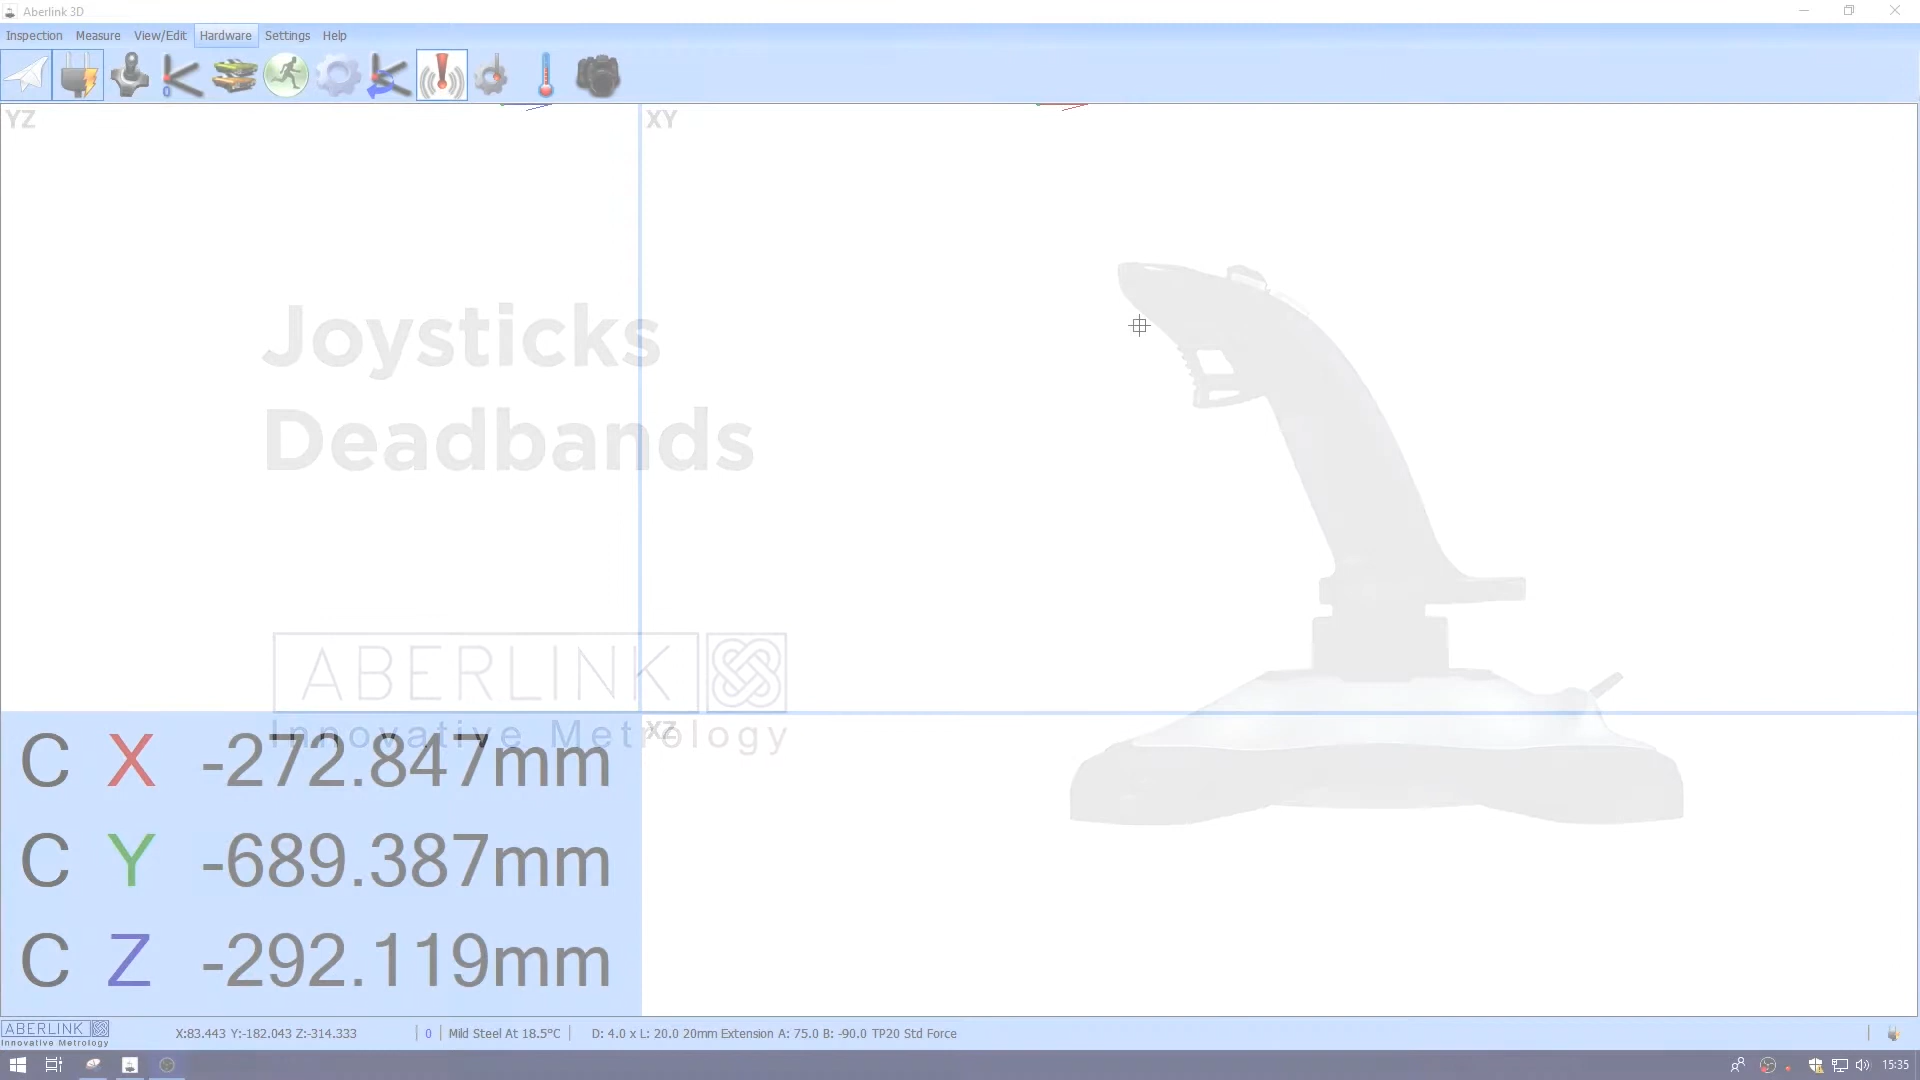 Aberlink 3D
Inspection Measure View/Edit Hardware Settings Help
0
YZ
XY
Joysticks
Deadbands
ABERLINK
Innovative Metrology
XZ
C X -272.847mm
C Y -689.387mm
C Z -292.119mm
ABERLINK
Innovative Metrology
X:83.443 Y:-182.043 Z:-314.333
0
Mild Steel At 18.5°C
D: 4.0 x L: 20.0 20mm Extension A: 75.0 B: -90.0 TP20 Std Force
15:35